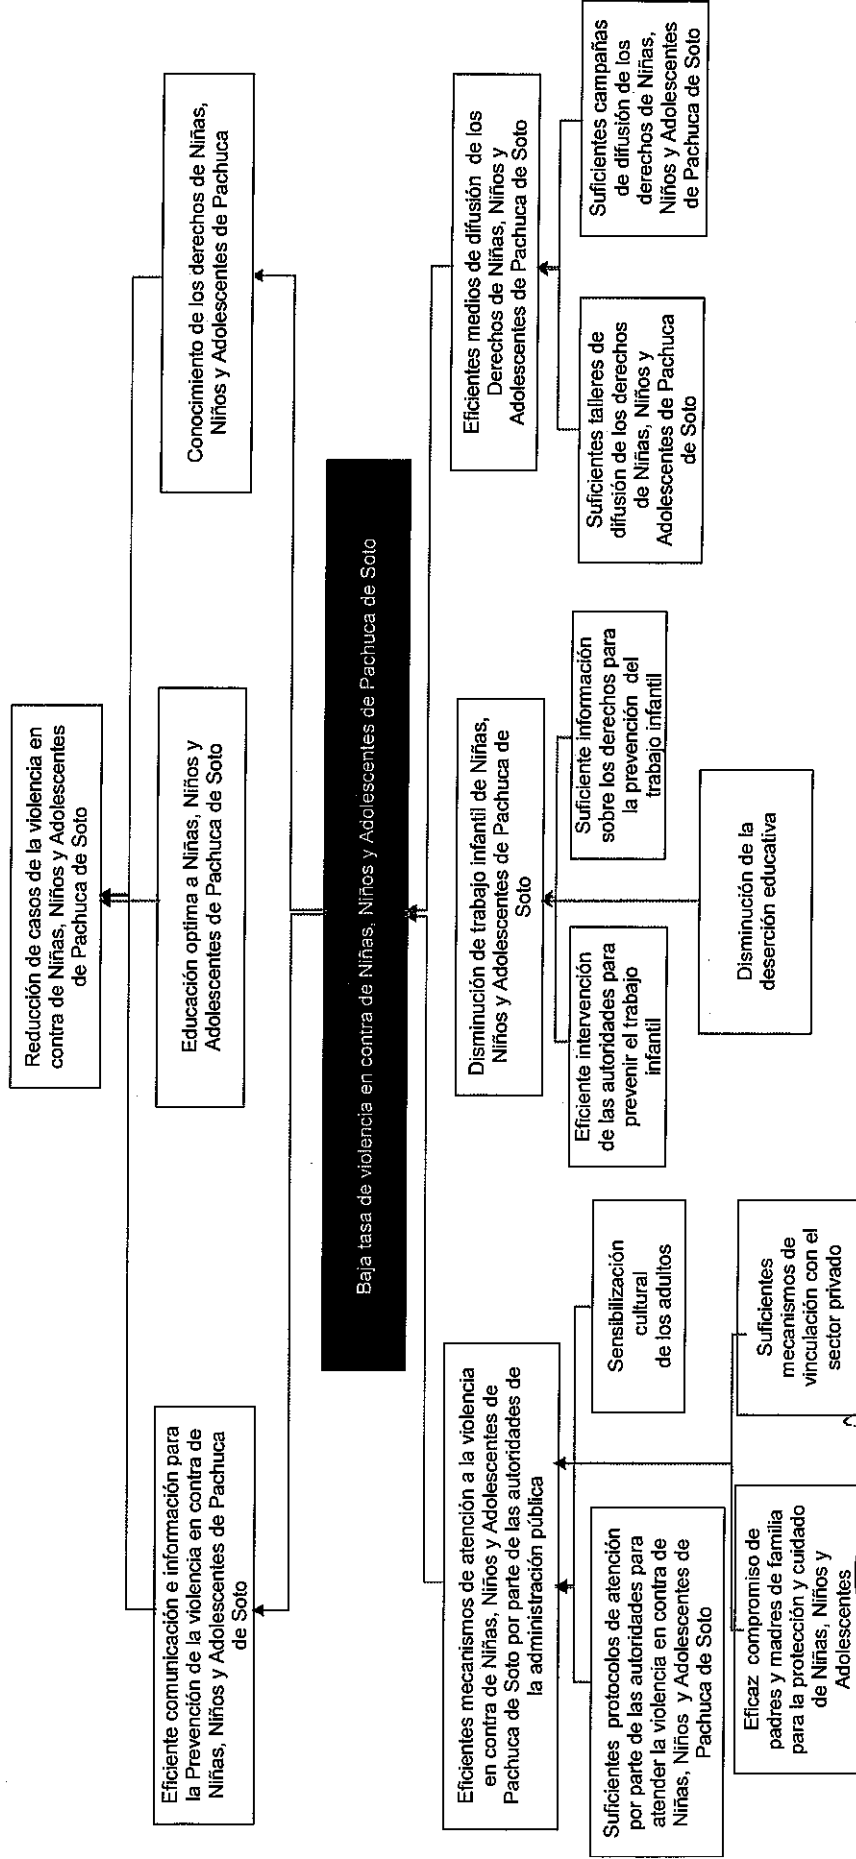 Reducción de casos de la violencia en
contra de Niñas, Niños y Adolescentes
de Pachuca de Soto
Eficiente comunicación e información para
la Prevención de la violencia en contra de
Niñas, Niños y Adolescentes de Pachuca
de Soto
Educación optima a Niñas, Niños y
Adolescentes de Pachuca de Soto
Conocimiento de los derechos de Niñas,
Niños y Adolescentes de Pachuca
Baja tasa de violencia en contra de Niñas, Niños y Adolescentes de Pachuca de Soto
Eficientes mecanismos de atención a la violencia
en contra de Niñas, Niños y Adolescentes de
Pachuca de Soto por parte de las autoridades de
la administración pública
Disminución de trabajo infantil de Niñas,
Niños y Adolescentes de Pachuca de
Soto
Eficientes medios de difusión de los
Derechos de Niñas, Niños y
Adolescentes de Pachuca de Soto
Suficientes protocolos de atención
por parte de las autoridades para
atender la violencia en contra de
Niñas, Niños y Adolescentes de
Pachuca de Soto
Sensibilización
cultural
de los adultos
Eficiente intervención
de las autoridades para
prevenir el trabajo
infantil
Suficiente información
sobre los derechos para
la prevención del
trabajo infantil
Suficientes talleres de
difusión de los derechos
de Niñas, Niños y
Adolescentes de Pachuca
de Soto
Suficientes campañas
de difusión de los
derechos de Niñas,
Niños y Adolescentes
de Pachuca de Soto
Eficaz compromiso de
padres y madres de familia
para la protección y cuidado
de Niñas, Niños y
Adolescentes
Suficientes
mecanismos de
vinculación con el
sector privado
Disminución de la
deserción educativa